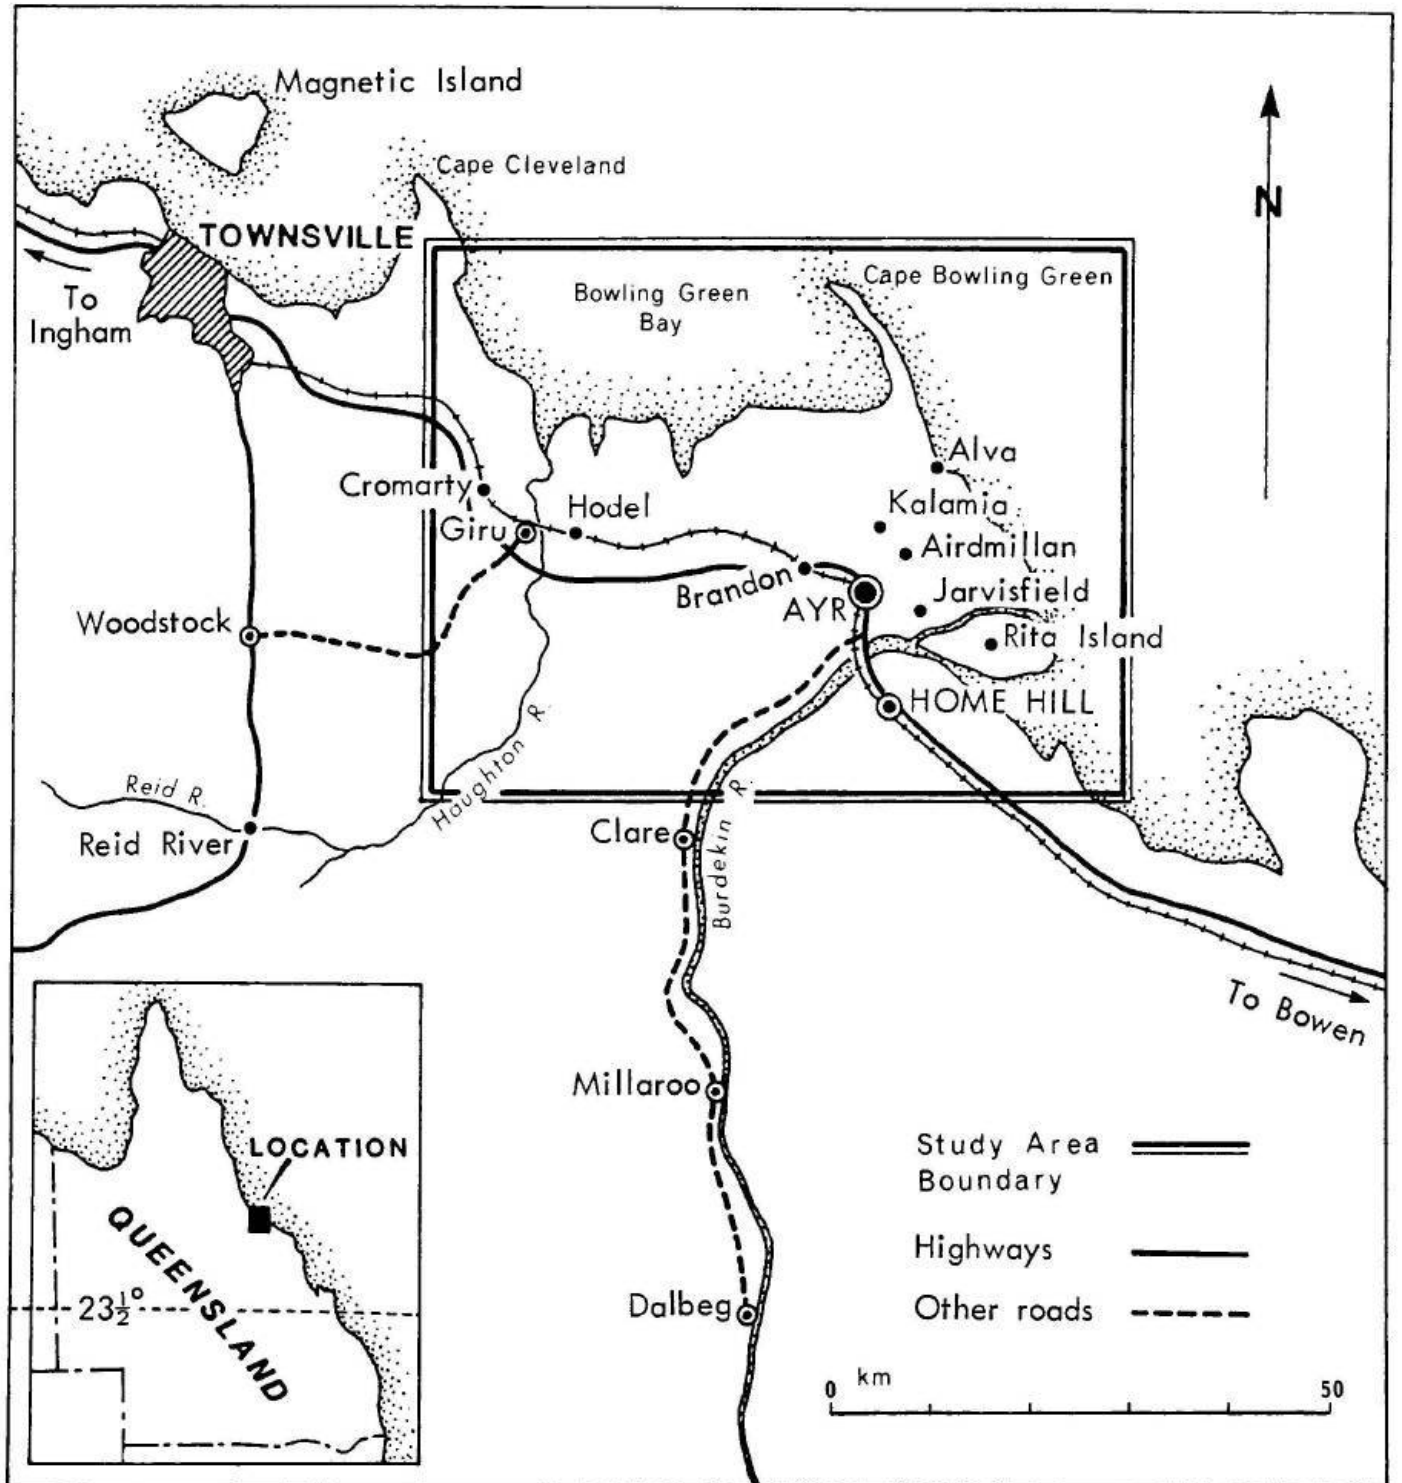 Magnetic Island
Cape Cleveland
N
TOWNSVILLE
To
Ingham
Bowling Green
Bay
Cape Bowling Green
Alva
Cromarty
Kalamia
Hodel
Giru
Airdmillan
Brandon
Jarvisfield
AYR
Woodstock
Rita Island
HOME HILL
Haughton R.
Reid R.
Reid River
Clare
Burdekin R.
To Bowen
Millaroo
LOCATION
QUEENSLAND
23½°
Dalbeg
Study Area
Boundary
Highways
Other roads
0 km 50